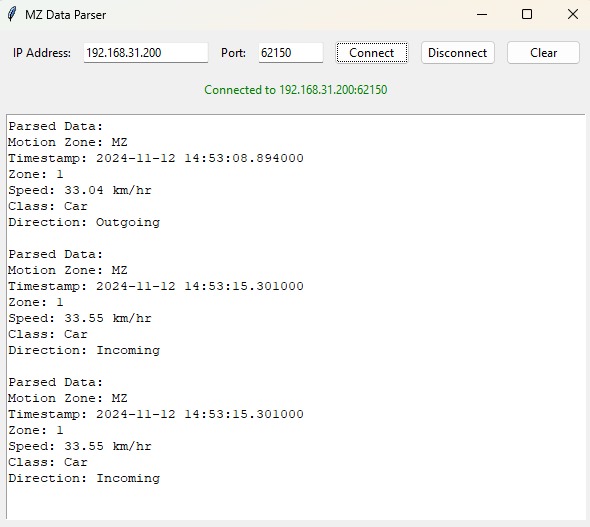 MZ Data Parser
IP Address: 192.168.31.200 Port: 62150 Connect Disconnect Clear
Connected to 192.168.31.200:62150
Parsed Data:
Motion Zone: MZ
Timestamp: 2024-11-12 14:53:08.894000
Zone: 1
Speed: 33.04 km/hr
Class: Car
Direction: Outgoing
Parsed Data:
Motion Zone: MZ
Timestamp: 2024-11-12 14:53:15.301000
Zone: 1
Speed: 33.55 km/hr
Class: Car
Direction: Incoming
Parsed Data:
Motion Zone: MZ
Timestamp: 2024-11-12 14:53:15.301000
Zone: 1
Speed: 33.55 km/hr
Class: Car
Direction: Incoming